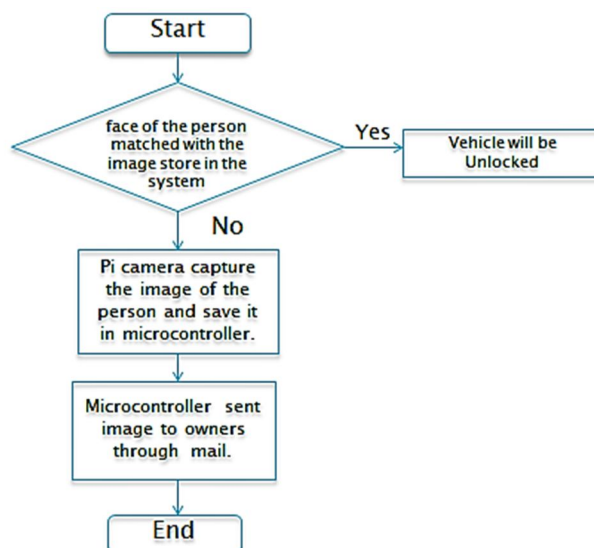 Start
face of the person
matched with the
image store in the
system
Yes
Vehicle will be
Unlocked
No
Pi camera capture
the image of the
person and save it
in microcontroller.
Microcontroller sent
image to owners
through mail.
End